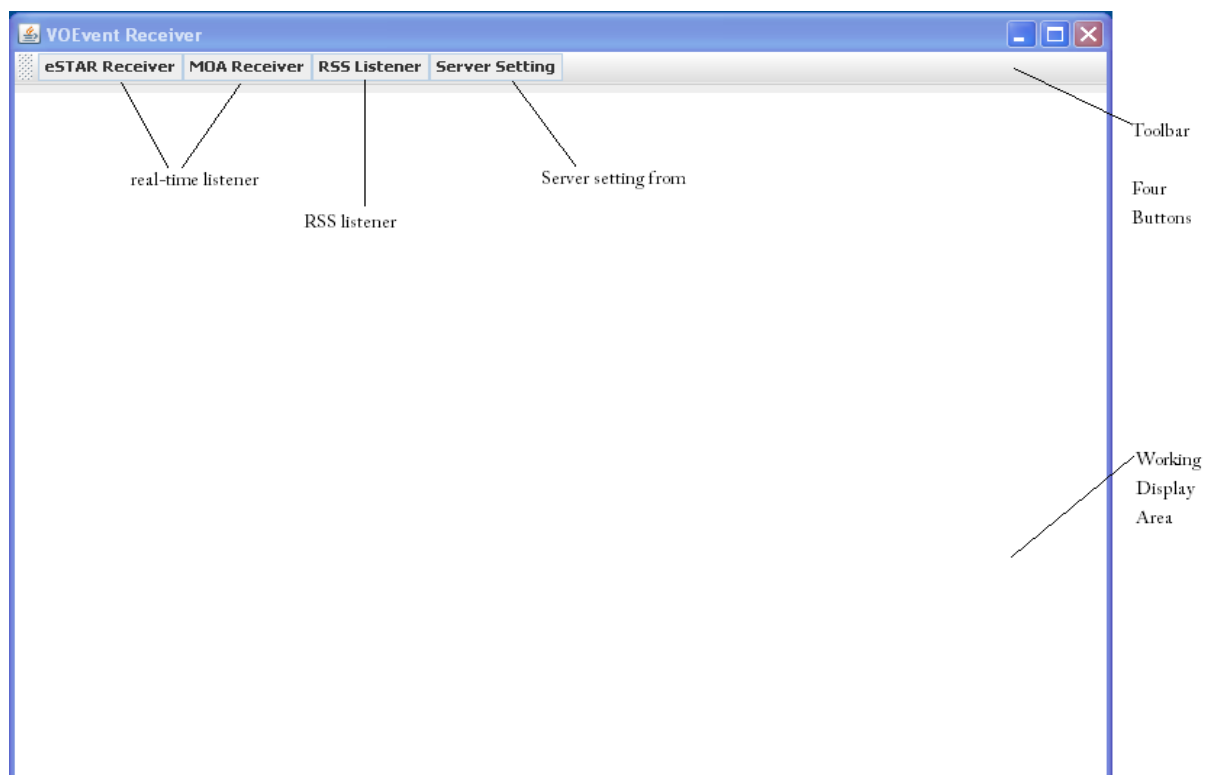 VOEvent Receiver
eSTAR Receiver MOA Receiver RSS Listener Server Setting
Toolbar
real-time listener
Server setting from
Four
Buttons
RSS listener
Working
Display
Area